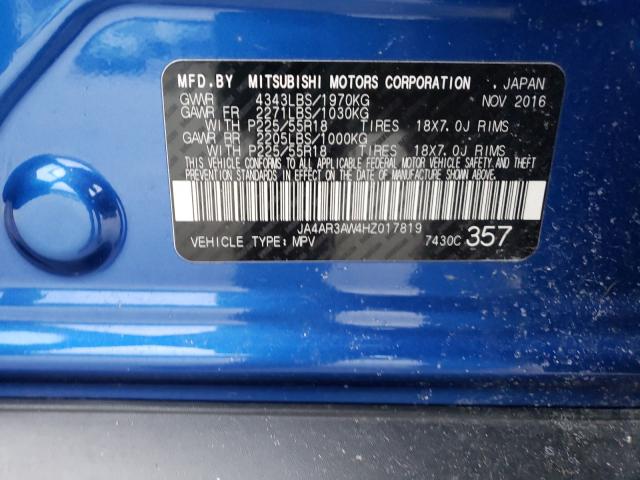 MFD.BY MITSUBISHI MOTORS CORPORATION . JAPAN
GVWR 4343LBS/1970KG NOV 2016
GAWR FR 2271LBS/1030KG
WITH P225/55R18 TIRES 18X7.0J RIMS
GAWR RR 2205LBS/1000KG
WITH P225/55R18 TIRES 18X7.0J RIMS
THIS VEHICLE CONFORMS TO ALL APPLICABLE FEDERAL MOTOR VEHICLE SAFETY AND THEFT
PREVENTION STANDARDS IN EFFECT ON THE DATE OF MANUFACTURE SHOWN ABOVE.
JA4AR3AW4HZ017819
VEHICLE TYPE: MPV 7430C 357